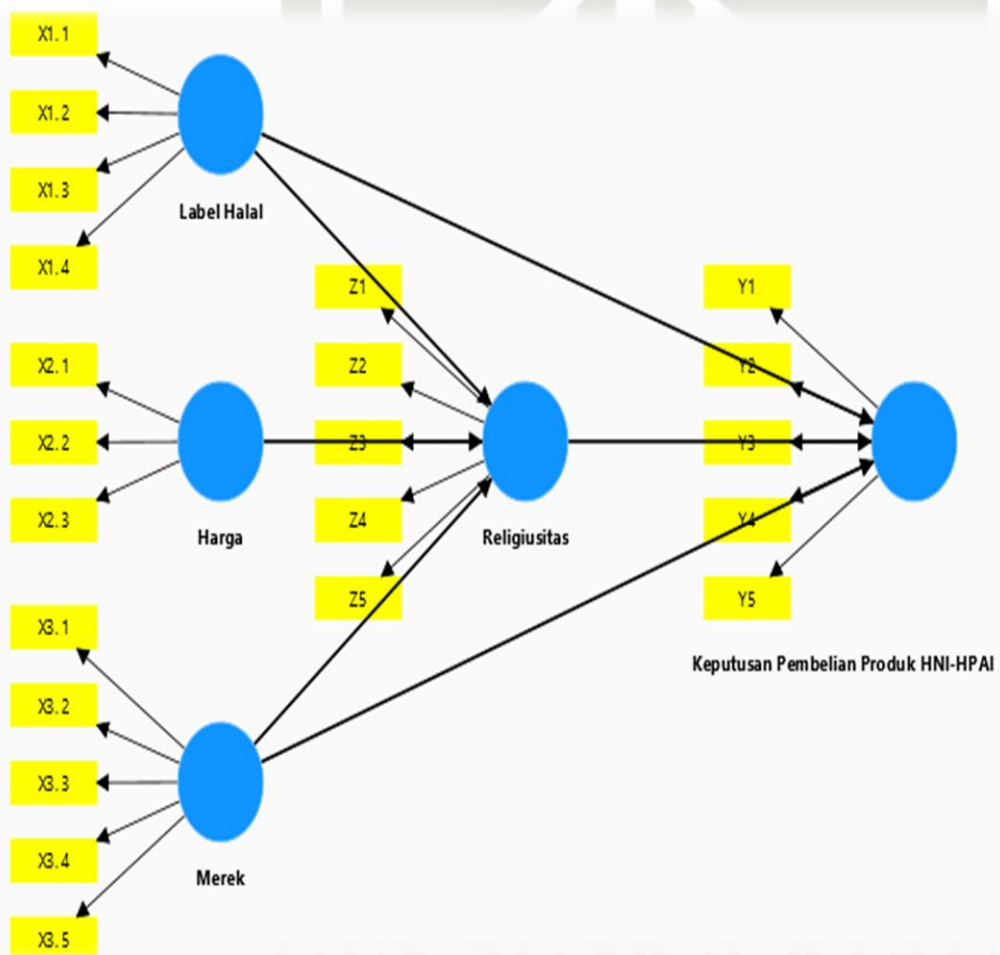 X1.1
X1.2
X1.3
X1.4
Label Halal
X2.1
X2.2
X2.3
Harga
X3.1
X3.2
X3.3
X3.4
X3.5
Merek
Z1
Z2
Z3
Z4
Z5
Religiusitas
Y1
Y2
Y3
Y4
Y5
Keputusan Pembelian Produk HNI-HPAI